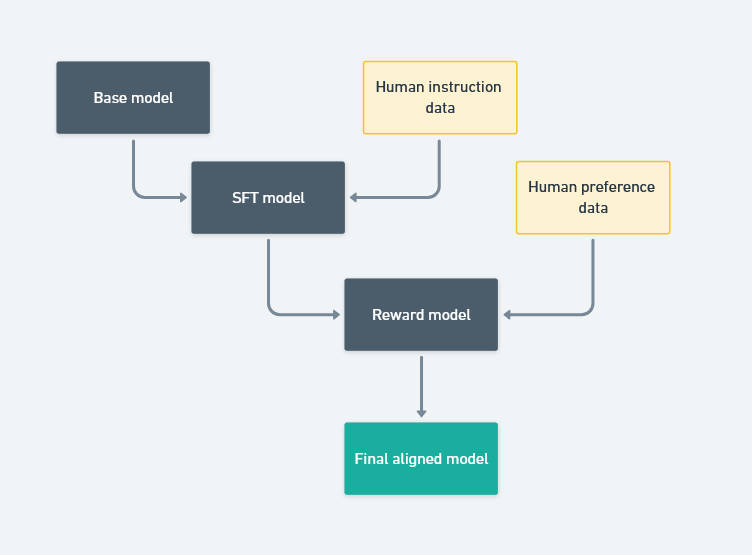 Base model
Human instruction
data
SFT model
Human preference
data
Reward model
Final aligned model